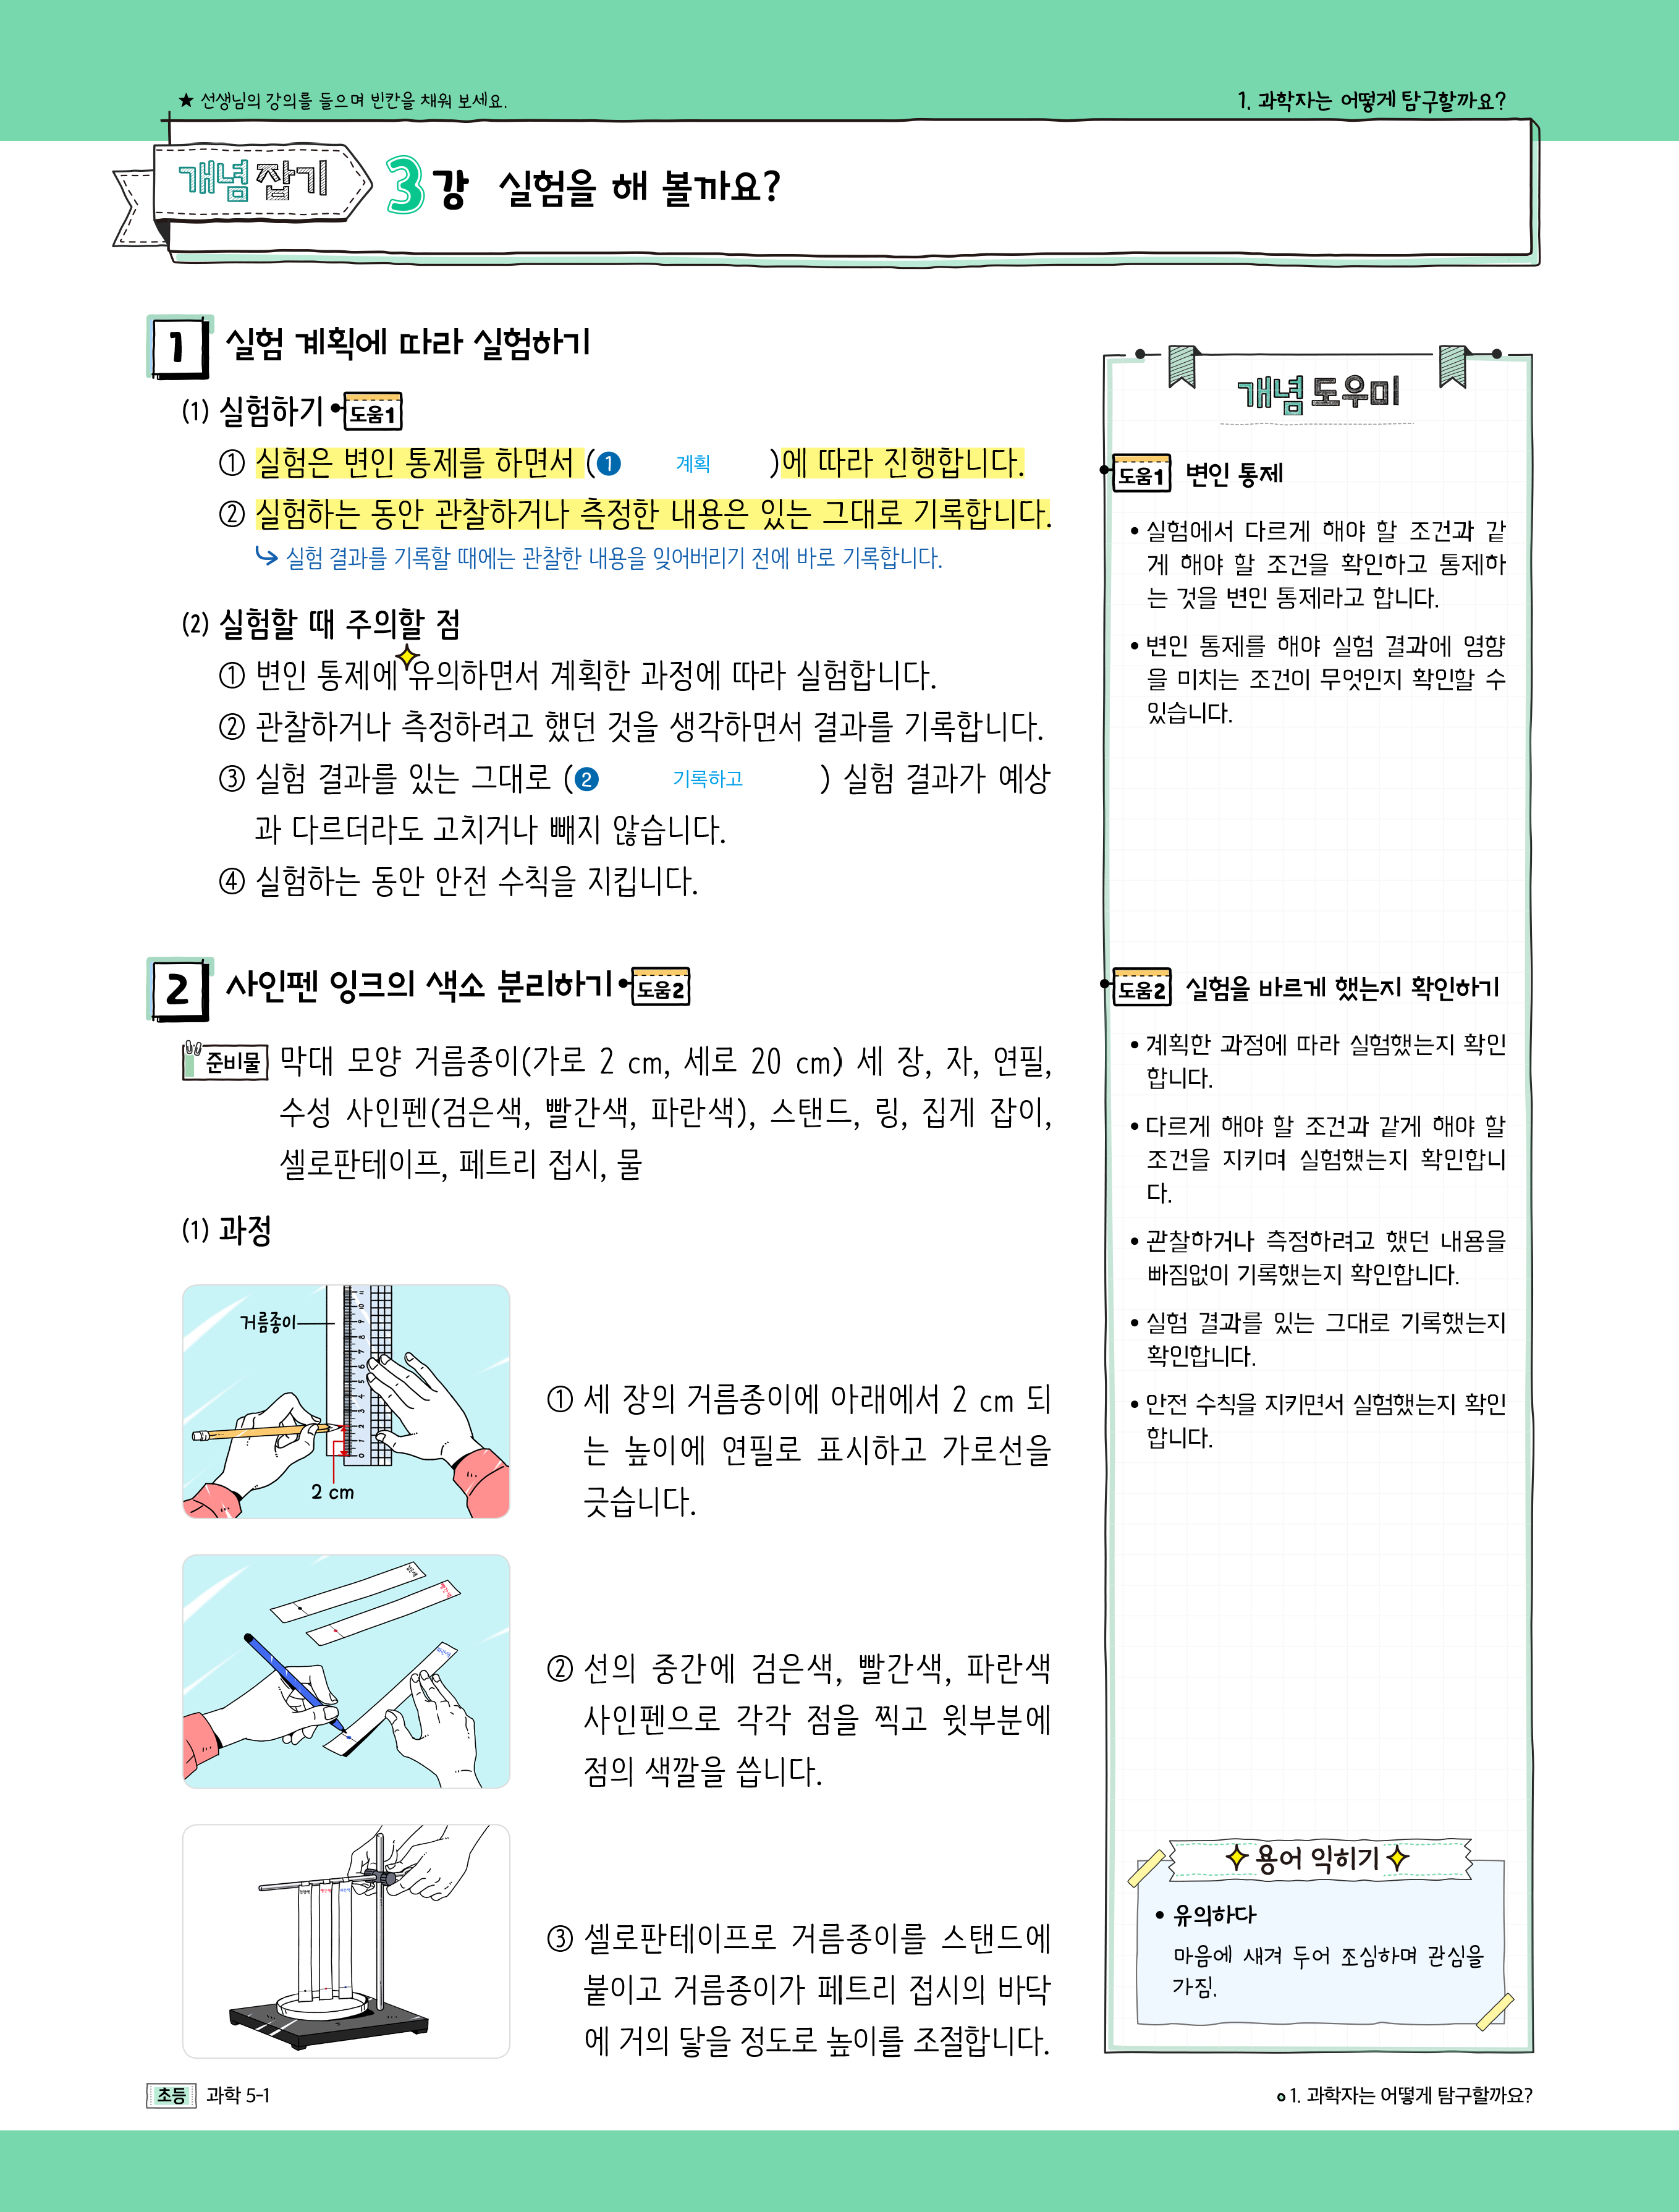 ★ 선생님의 강의를 들으며 빈칸을 채워 보세요.
1. 과학자는 어떻게 탐구할까요?
개념 잡기
3강 실험을 해 볼까요?
1 실험 계획에 따라 실험하기
(1) 실험하기 도움1
① 실험은 변인 통제를 하면서 (❶ 계획 )에 따라 진행합니다.
② 실험하는 동안 관찰하거나 측정한 내용은 있는 그대로 기록합니다.
↳ 실험 결과를 기록할 때에는 관찰한 내용을 잊어버리기 전에 바로 기록합니다.
(2) 실험할 때 주의할 점
① 변인 통제에 유의하면서 계획한 과정에 따라 실험합니다.
② 관찰하거나 측정하려고 했던 것을 생각하면서 결과를 기록합니다.
③ 실험 결과를 있는 그대로 (❷ 기록하고 ) 실험 결과가 예상
과 다르더라도 고치거나 빼지 않습니다.
④ 실험하는 동안 안전 수칙을 지킵니다.
2 사인펜 잉크의 색소 분리하기 도움2
준비물 막대 모양 거름종이(가로 2 cm, 세로 20 cm) 세 장, 자, 연필,
수성 사인펜(검은색, 빨간색, 파란색), 스탠드, 링, 집게 잡이,
셀로판테이프, 페트리 접시, 물
(1) 과정
거름종이
0 1 2 3 4 5 6 7 8 9 10 11
2 cm
① 세 장의 거름종이에 아래에서 2 cm 되
는 높이에 연필로 표시하고 가로선을
긋습니다.
검은색
빨간색
파란색
② 선의 중간에 검은색, 빨간색, 파란색
사인펜으로 각각 점을 찍고 윗부분에
점의 색깔을 씁니다.
검은색 빨간색 파란색
③ 셀로판테이프로 거름종이를 스탠드에
붙이고 거름종이가 페트리 접시의 바닥
에 거의 닿을 정도로 높이를 조절합니다.
개념 도우미
도움1 변인 통제
• 실험에서 다르게 해야 할 조건과 같
게 해야 할 조건을 확인하고 통제하
는 것을 변인 통제라고 합니다.
• 변인 통제를 해야 실험 결과에 영향
을 미치는 조건이 무엇인지 확인할 수
있습니다.
도움2 실험을 바르게 했는지 확인하기
• 계획한 과정에 따라 실험했는지 확인
합니다.
• 다르게 해야 할 조건과 같게 해야 할
조건을 지키며 실험했는지 확인합니
다.
• 관찰하거나 측정하려고 했던 내용을
빠짐없이 기록했는지 확인합니다.
• 실험 결과를 있는 그대로 기록했는지
확인합니다.
• 안전 수칙을 지키면서 실험했는지 확인
합니다.
용어 익히기
• 유의하다
마음에 새겨 두어 조심하며 관심을
가짐.
초등 과학 5-1
1. 과학자는 어떻게 탐구할까요?